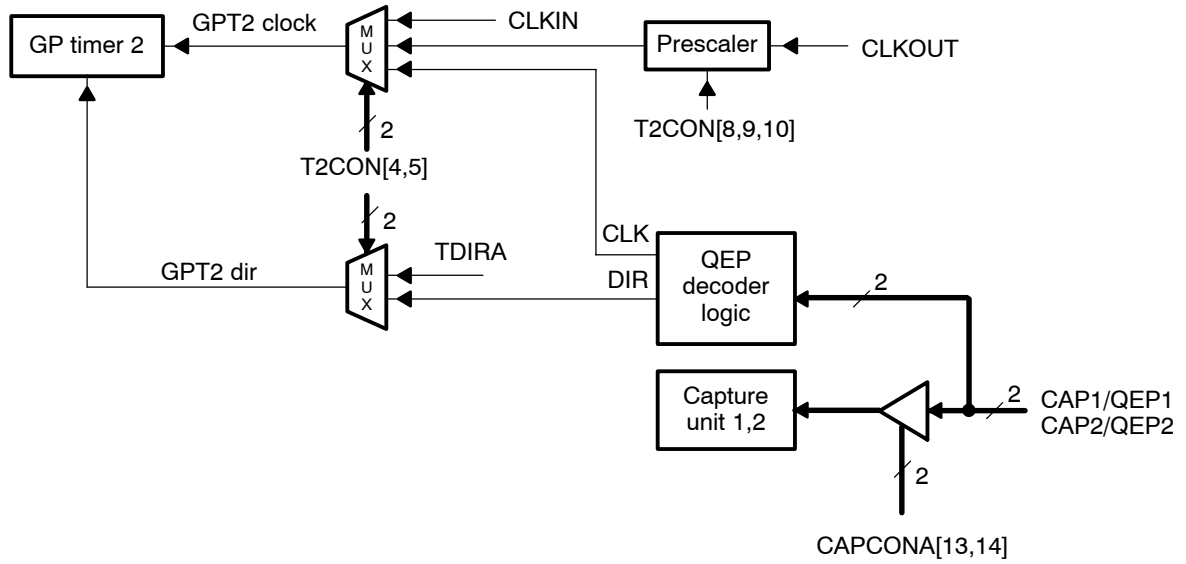 GPT2 clock
CLKIN
GP timer 2
MUX
Prescaler
CLKOUT
2
T2CON[8,9,10]
T2CON[4,5]
2
CLK
TDIRA
QEP
decoder
logic
GPT2 dir
MUX
DIR
2
Capture
unit 1,2
2
CAP1/QEP1
CAP2/QEP2
2
CAPCONA[13,14]